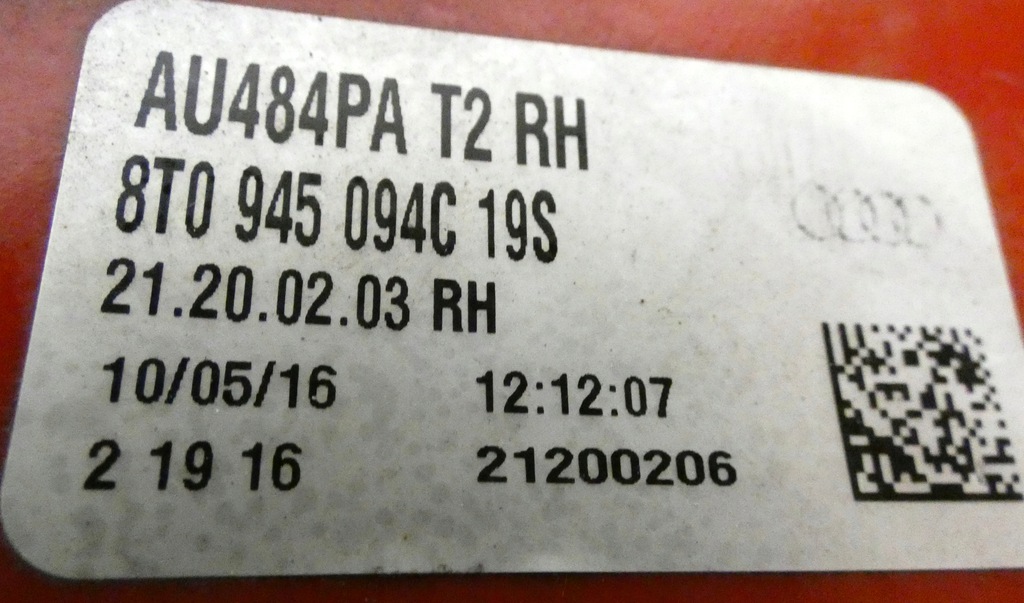 AU484PA T2 RH
8T0 945 094C 19S
21.20.02.03 RH
10/05/16 12:12:07
2 19 16 21200206